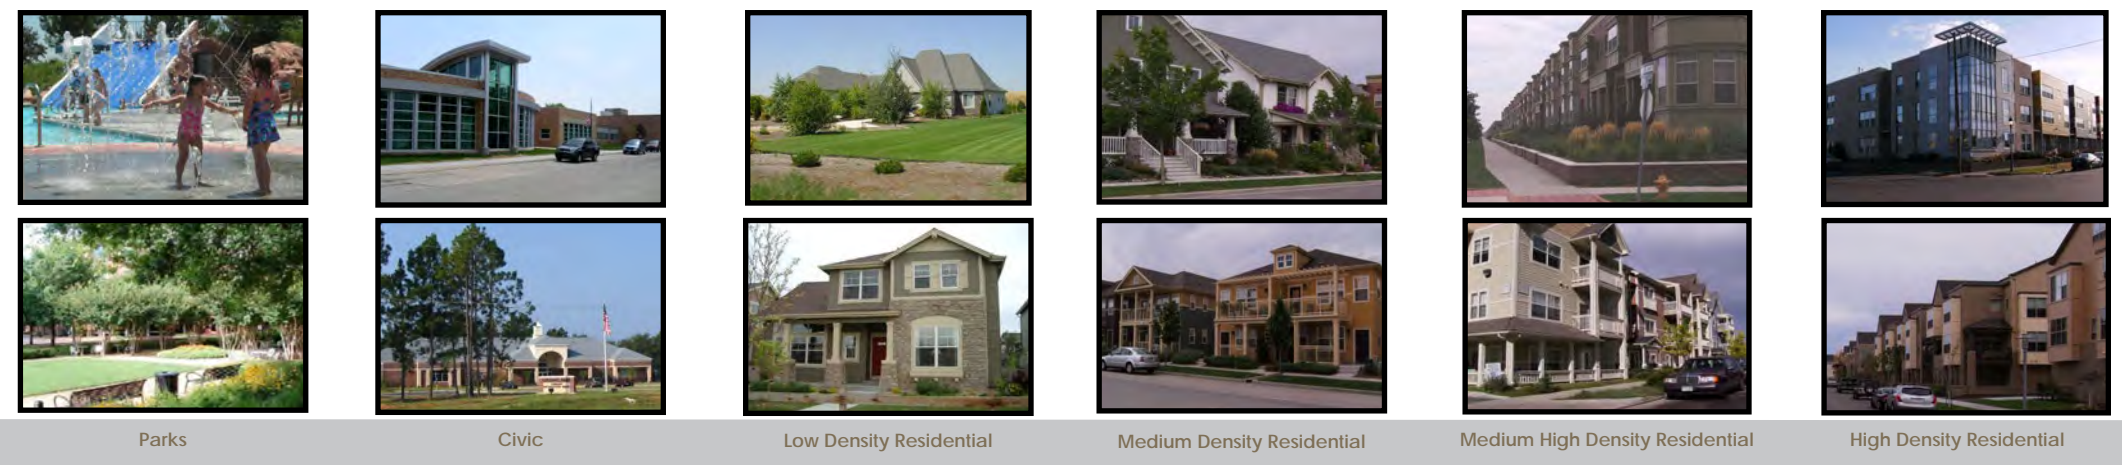 Parks
Civic
Low Density Residential
Medium Density Residential
Medium High Density Residential
High Density Residential